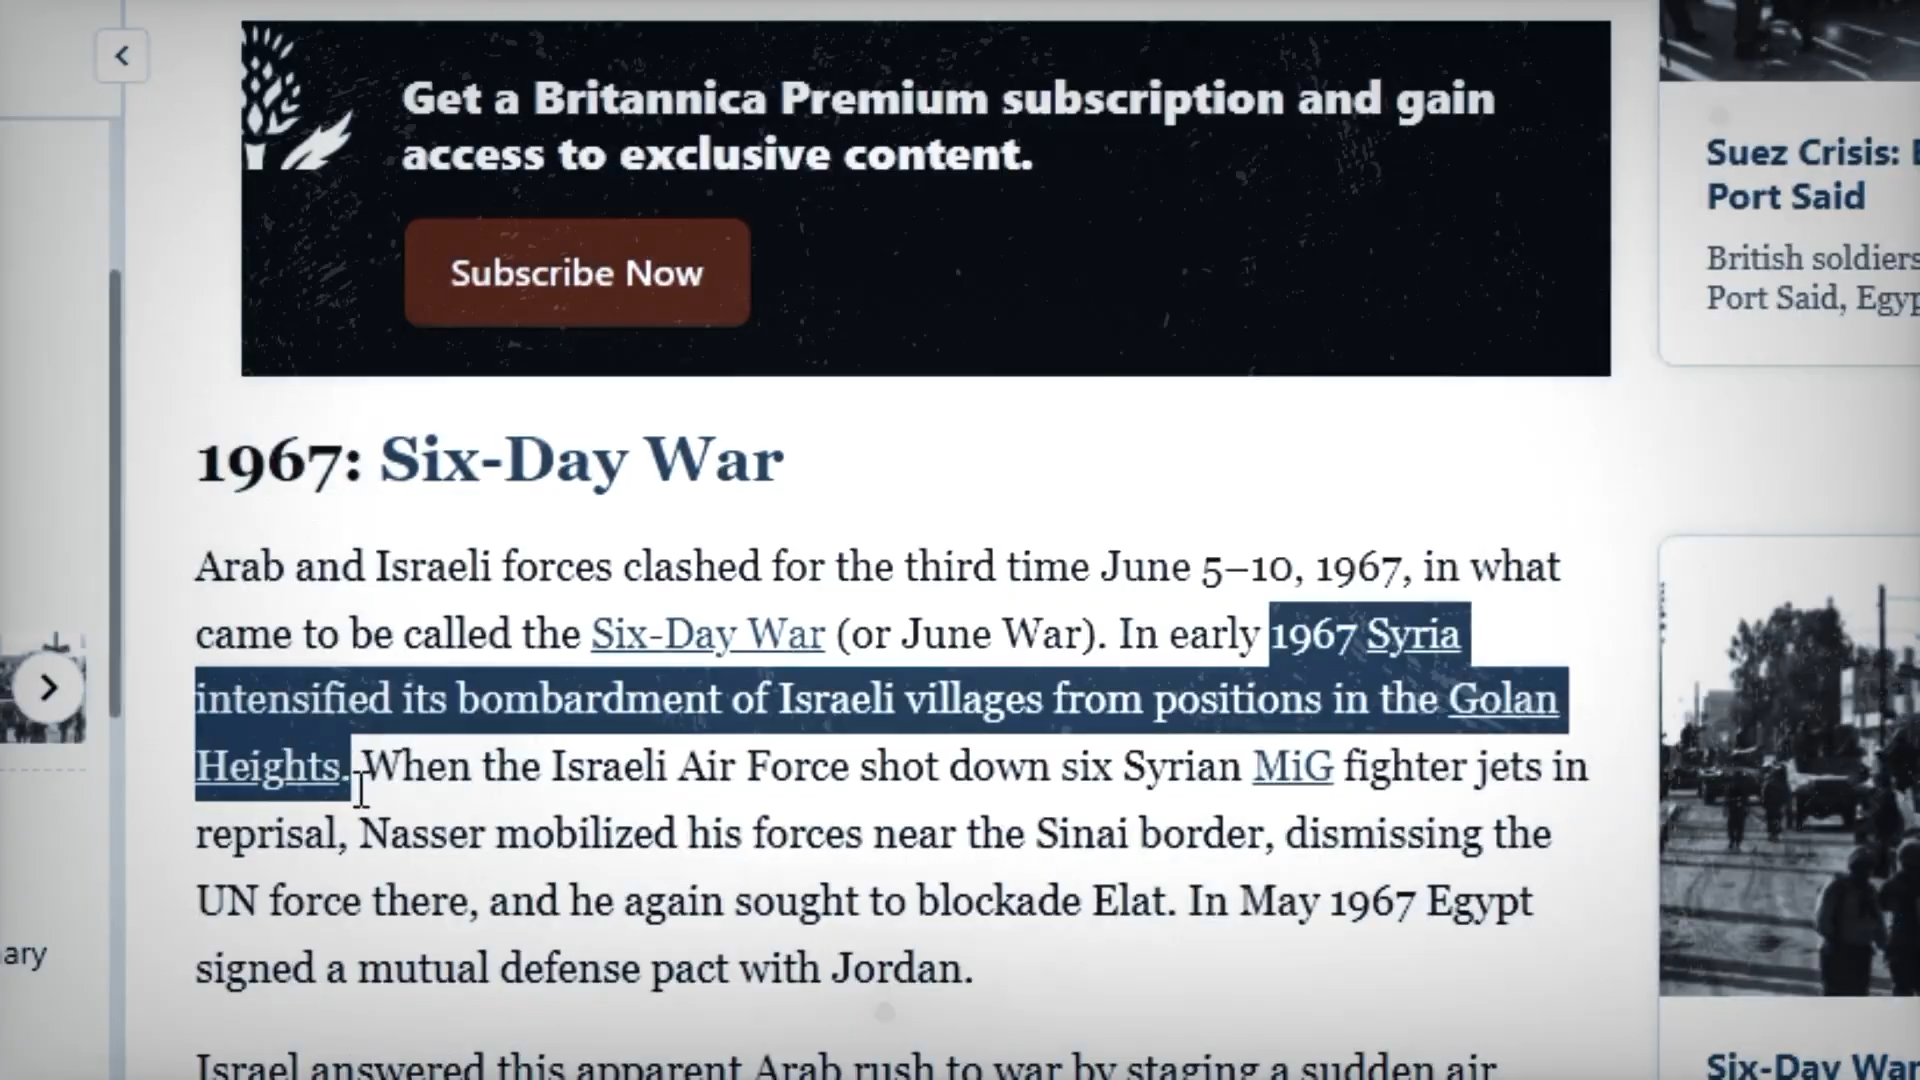 Get a Britannica Premium subscription and gain
access to exclusive content.
Subscribe Now
1967: Six-Day War
Arab and Israeli forces clashed for the third time June 5–10, 1967, in what
came to be called the Six-Day War (or June War). In early 1967 Syria
intensified its bombardment of Israeli villages from positions in the Golan
Heights. When the Israeli Air Force shot down six Syrian MiG fighter jets in
reprisal, Nasser mobilized his forces near the Sinai border, dismissing the
UN force there, and he again sought to blockade Elat. In May 1967 Egypt
signed a mutual defense pact with Jordan.
Israel answered this apparent Arab rush to war by staging a sudden air
Suez Crisis:
Port Said
British soldiers
Port Said,
Six-Day War